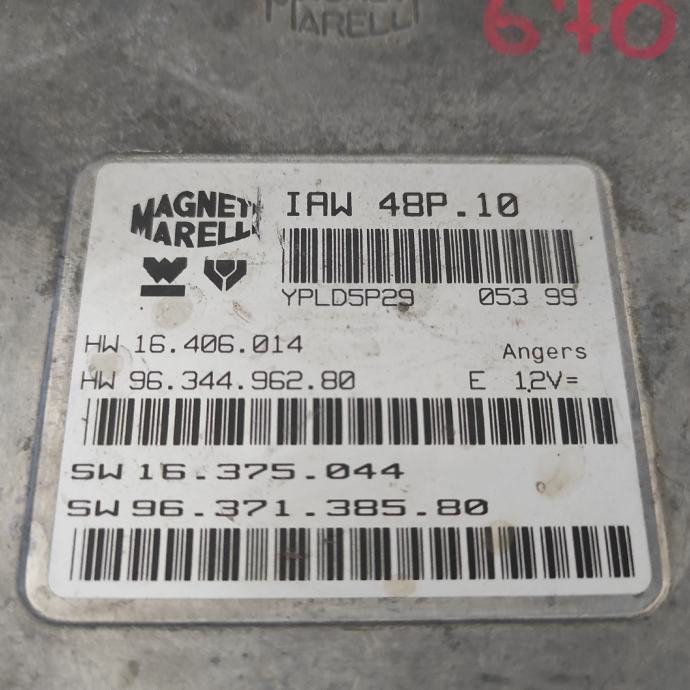 MAGNETI
MARELLI
670
MAGNETI
MARELLI
IAW 48P.10
YPLD5P29 053 99
HW 16.406.014
Angers
HW 96.344.962.80 E 12V=
SW 16.375.044
SW 96.371.385.80